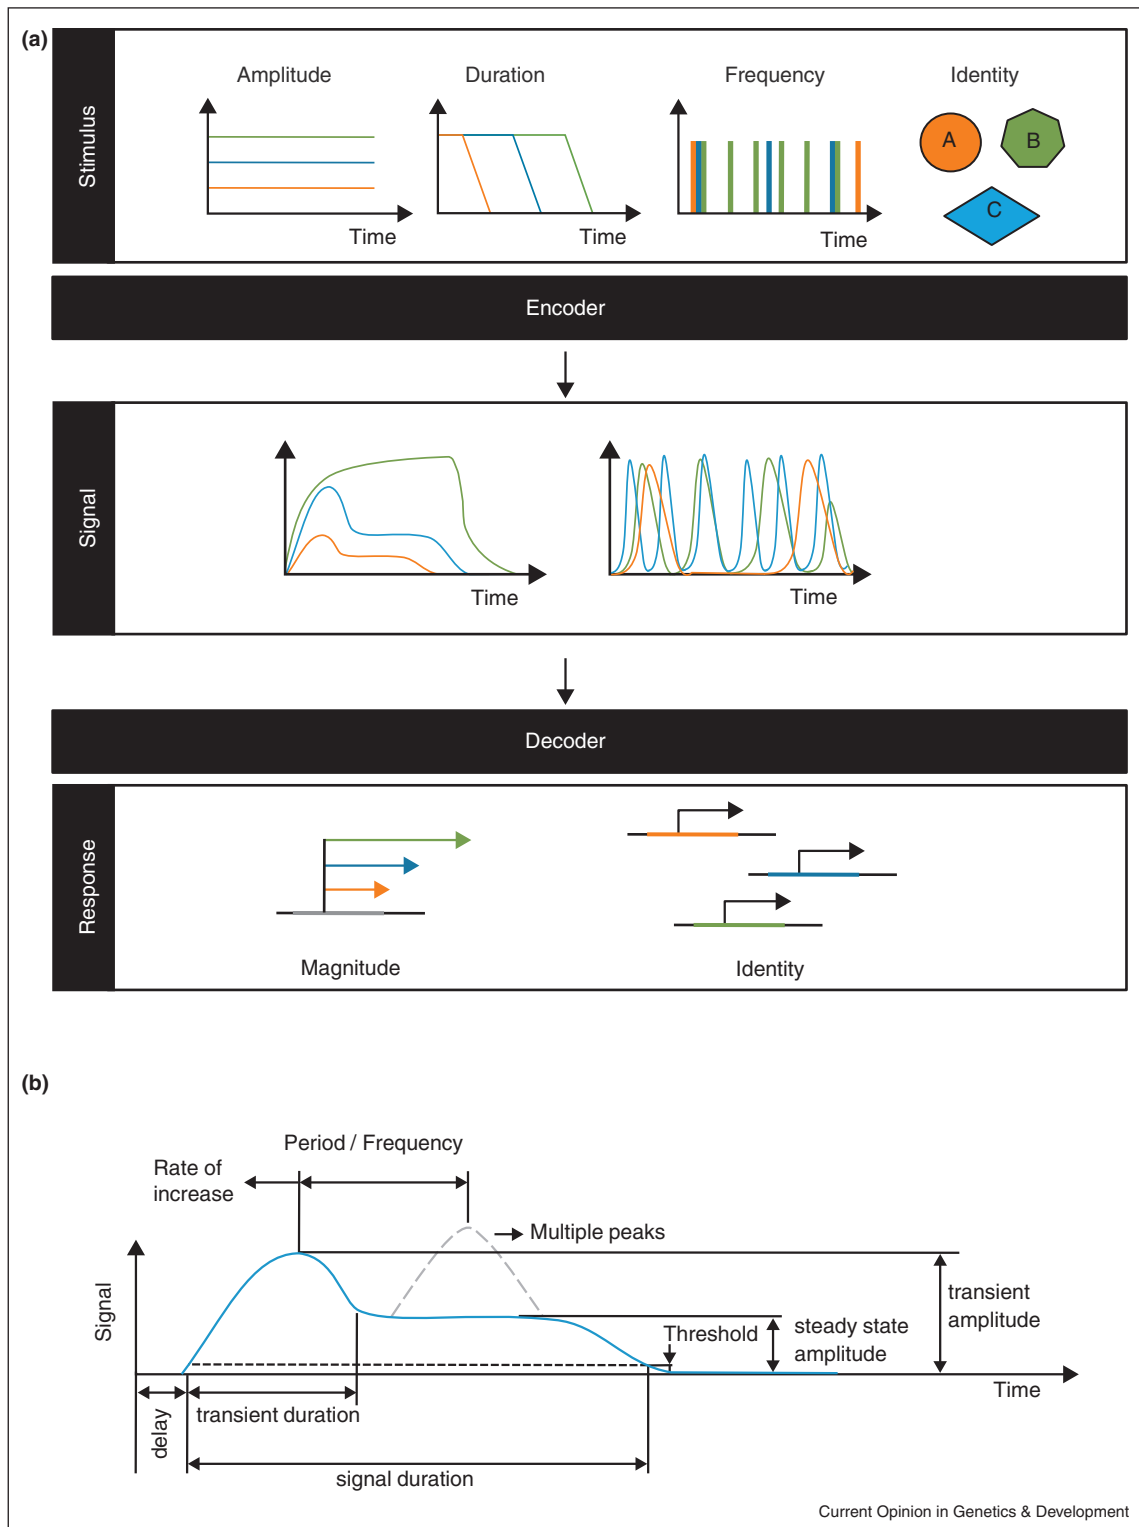 (a)
Stimulus
Amplitude
Duration
Frequency
Identity
A
B
C
Time
Time
Time
Encoder
Signal
Time
Time
Decoder
Response
Magnitude
Identity
(b)
Period / Frequency
Rate of
increase
Multiple peaks
Signal
transient
amplitude
Threshold
steady state
amplitude
Time
delay
transient duration
signal duration
Current Opinion in Genetics & Development